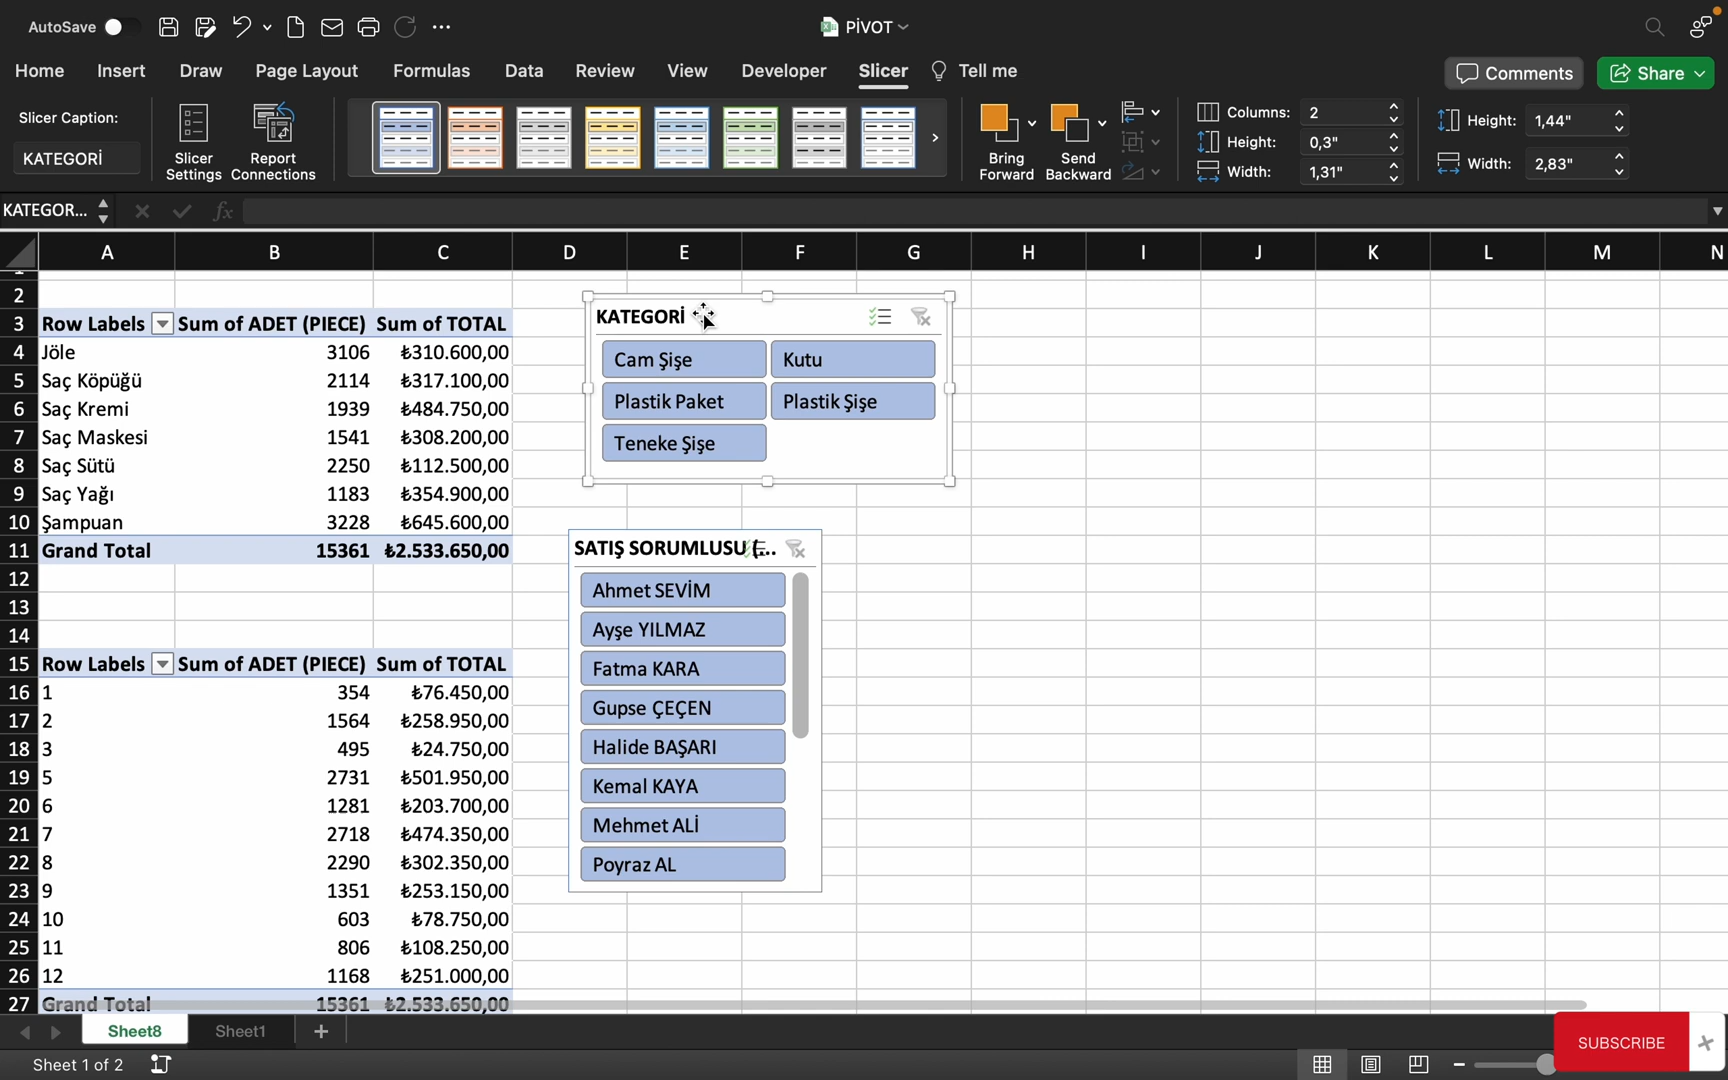 AutoSave
PİVOT
Home Insert Draw Page Layout Formulas Data Review View Developer Slicer Tell me
Comments
Share
Slicer Caption:
KATEGORİ
Slicer Settings
Report Connections
Bring Forward
Send Backward
Columns: 2
Height: 0,3"
Width: 1,31"
Height: 1,44"
Width: 2,83"
KATEGOR...
fx
A B C D E F G H I J K L M N
2
3 Row Labels Sum of ADET (PIECE) Sum of TOTAL
4 Jöle 3106 ₺310.600,00
5 Saç Köpüğü 2114 ₺317.100,00
6 Saç Kremi 1939 ₺484.750,00
7 Saç Maskesi 1541 ₺308.200,00
8 Saç Sütü 2250 ₺112.500,00
9 Saç Yağı 1183 ₺354.900,00
10 Şampuan 3228 ₺645.600,00
11 Grand Total 15361 ₺2.533.650,00
12
13
14
15 Row Labels Sum of ADET (PIECE) Sum of TOTAL
16 1 354 ₺76.450,00
17 2 1564 ₺258.950,00
18 3 495 ₺24.750,00
19 5 2731 ₺501.950,00
20 6 1281 ₺203.700,00
21 7 2718 ₺474.350,00
22 8 2290 ₺302.350,00
23 9 1351 ₺253.150,00
24 10 603 ₺78.750,00
25 11 806 ₺108.250,00
26 12 1168 ₺251.000,00
27 Grand Total 15361 ₺2.533.650,00
KATEGORİ
Cam Şişe Kutu
Plastik Paket Plastik Şişe
Teneke Şişe
SATIŞ SORUMLUSU (...
Ahmet SEVİM
Ayşe YILMAZ
Fatma KARA
Gupse ÇEÇEN
Halide BAŞARI
Kemal KAYA
Mehmet ALİ
Poyraz AL
Sheet8 Sheet1
Sheet 1 of 2
SUBSCRIBE